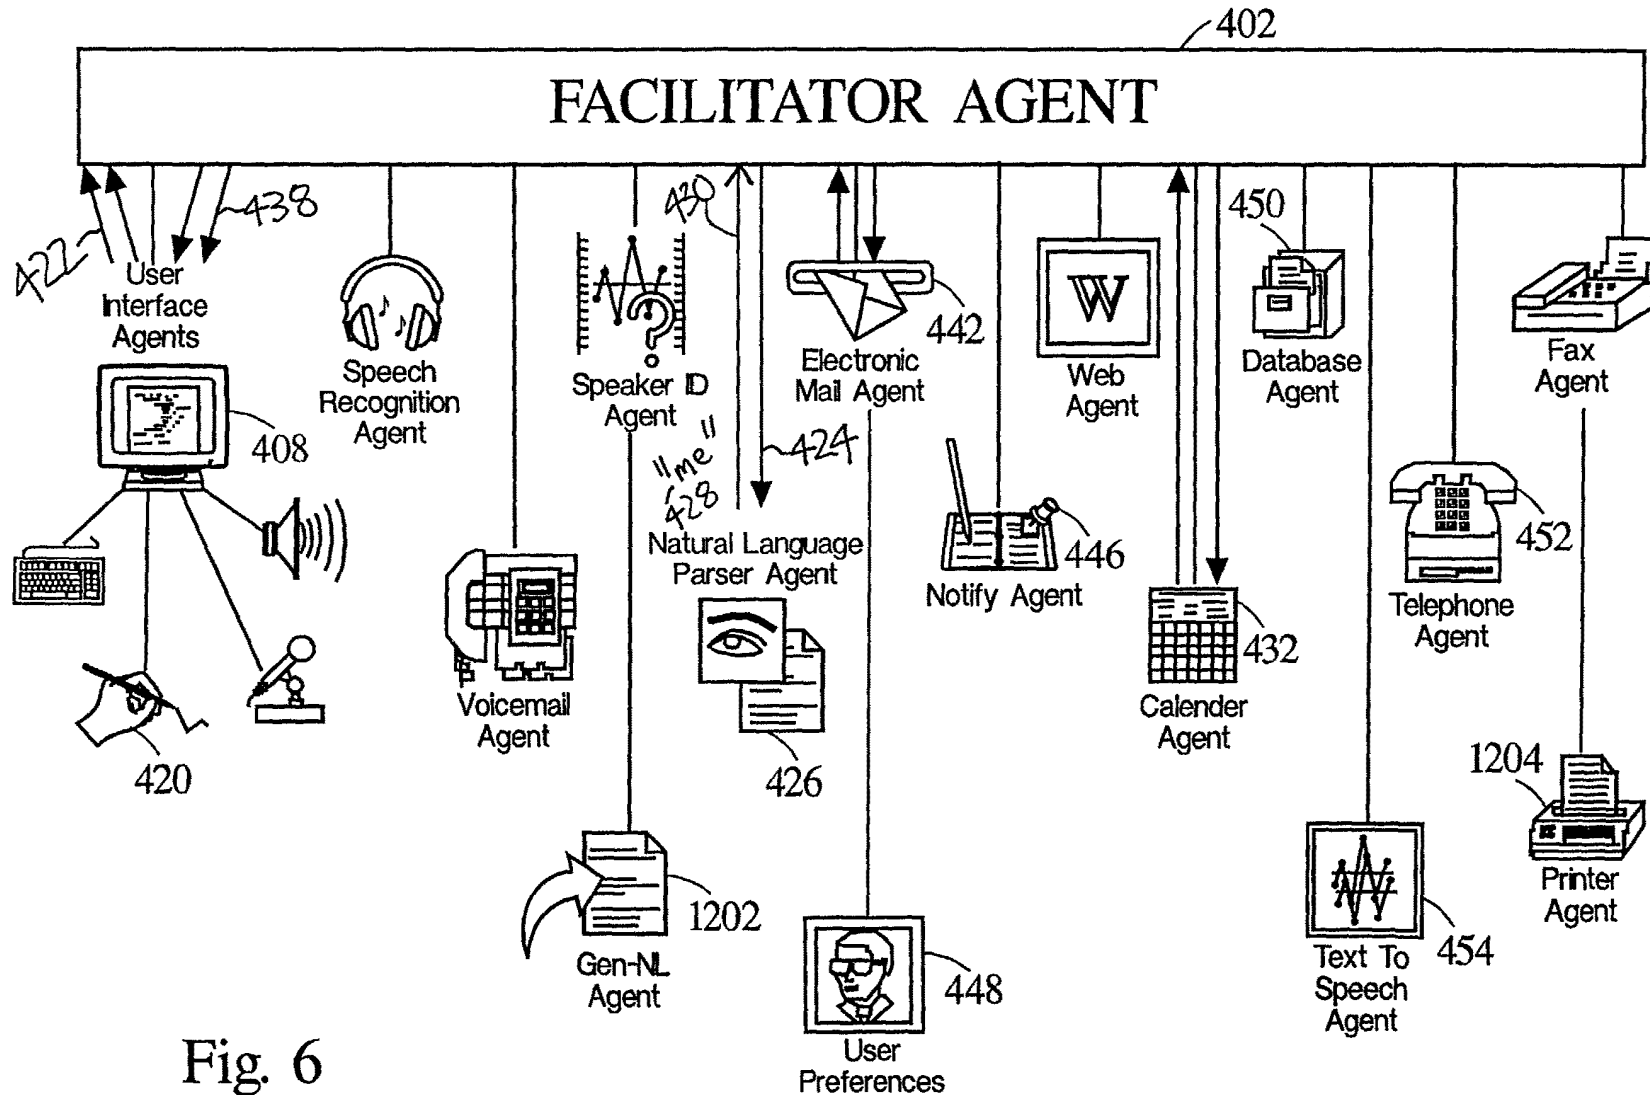 402
FACILITATOR AGENT
422
438
430
450
User
Interface
Agents
408
420
Speech
Recognition
Agent
Voicemail
Agent
Speaker ID
Agent
"me"
428
424
Natural Language
Parser Agent
426
1202
Gen-NL
Agent
442
Electronic
Mail Agent
448
User
Preferences
446
Notify Agent
W
Web
Agent
432
Calender
Agent
Database
Agent
452
Telephone
Agent
454
Text To
Speech
Agent
Fax
Agent
1204
Printer
Agent
Fig. 6